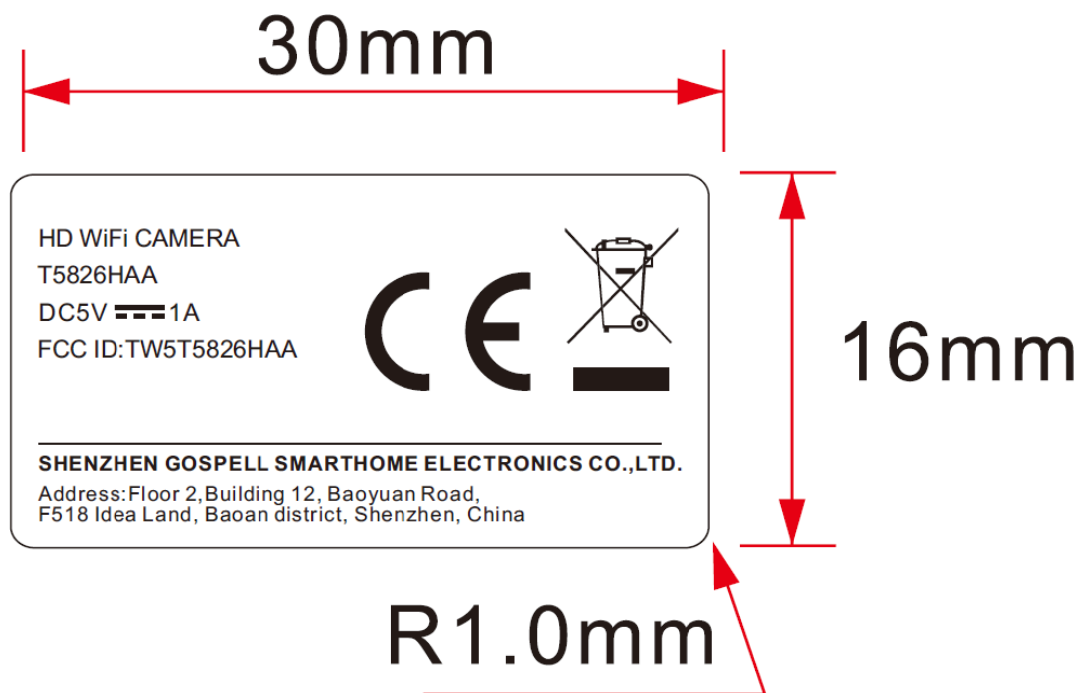 30mm
HD WiFi CAMERA
T5826HAA
DC5V ⎓ 1A
FCC ID:TW5T5826HAA
CE
16mm
SHENZHEN GOSPELL SMARTHOME ELECTRONICS CO.,LTD.
Address:Floor 2,Building 12, Baoyuan Road,
F518 Idea Land, Baoan district, Shenzhen, China
R1.0mm